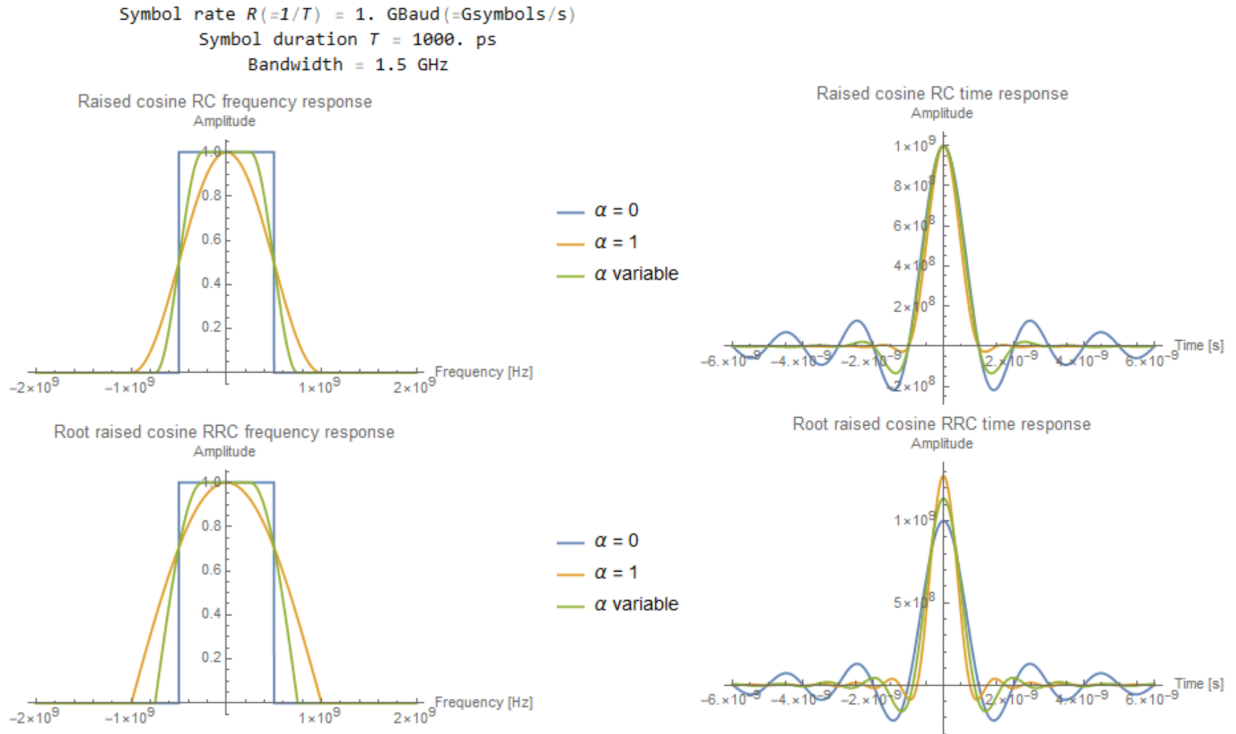 Symbol rate R(=1/T) = 1. GBaud(=Gsymbols/s)
Symbol duration T = 1000. ps
Bandwidth = 1.5 GHz
Raised cosine RC frequency response
Amplitude
1.0
0.8
0.6
0.4
0.2
-2×10⁹
-1×10⁹
1×10⁹
2×10⁹
Frequency [Hz]
α = 0
α = 1
α variable
Raised cosine RC time response
Amplitude
1×10⁹
8×10⁸
6×10⁸
4×10⁸
2×10⁸
-2×10⁸
-6.×10⁻⁹
-4.×10⁻⁹
-2.×10⁻⁹
2.×10⁻⁹
4.×10⁻⁹
6.×10⁻⁹
Time [s]
Root raised cosine RRC frequency response
Amplitude
1.0
0.8
0.6
0.4
0.2
-2×10⁹
-1×10⁹
1×10⁹
2×10⁹
Frequency [Hz]
α = 0
α = 1
α variable
Root raised cosine RRC time response
Amplitude
1×10⁹
5×10⁸
-6.×10⁻⁹
-4.×10⁻⁹
-2.×10⁻⁹
2.×10⁻⁹
4.×10⁻⁹
6.×10⁻⁹
Time [s]